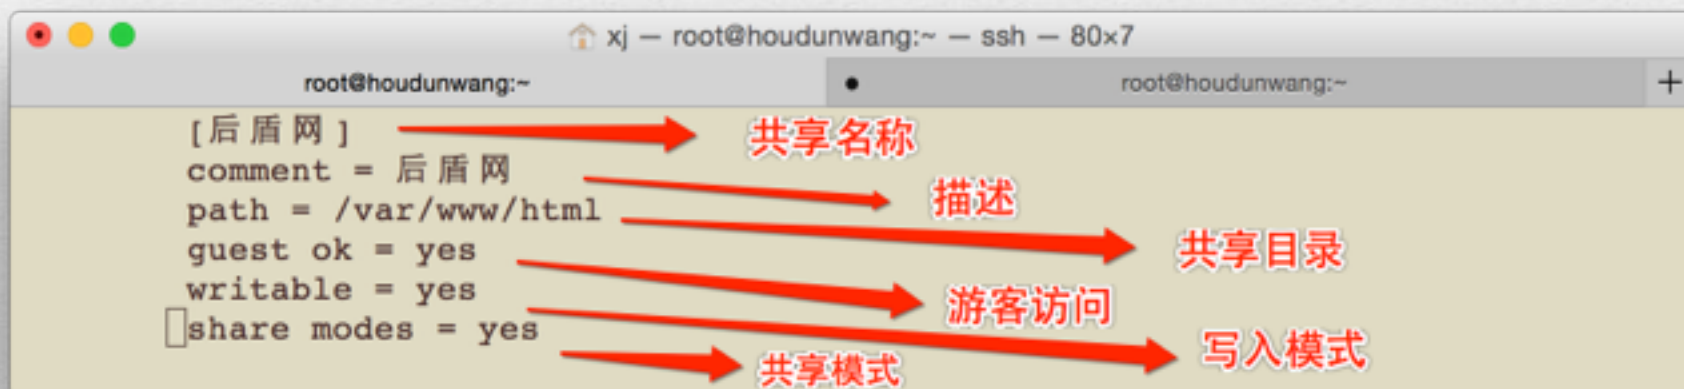 xj — root@houdunwang:~ — ssh — 80×7
root@houdunwang:~
root@houdunwang:~
[后盾网] 共享名称
comment = 后盾网 描述
path = /var/www/html 共享目录
guest ok = yes 游客访问
writable = yes 写入模式
share modes = yes 共享模式